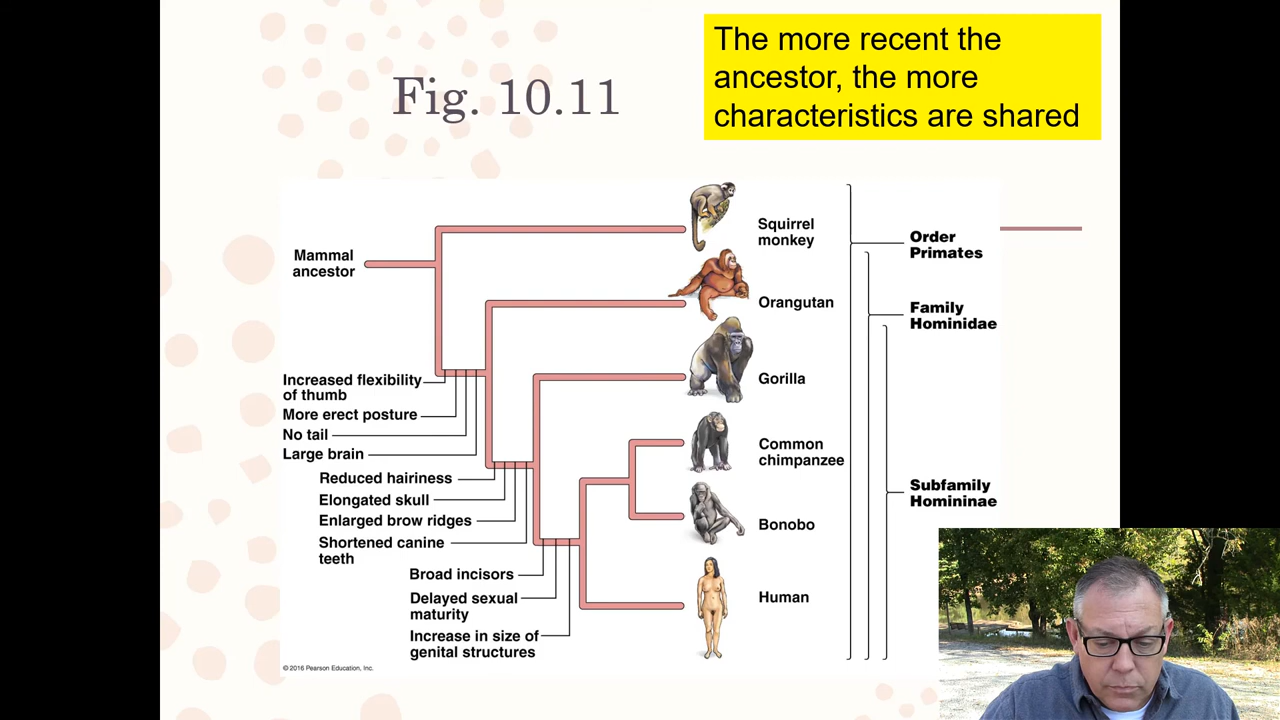 The more recent the
ancestor, the more
characteristics are shared
Fig. 10.11
Mammal
ancestor
Squirrel
monkey
Orangutan
Gorilla
Common
chimpanzee
Bonobo
Human
Order
Primates
Family
Hominidae
Subfamily
Homininae
Increased flexibility
of thumb
More erect posture
No tail
Large brain
Reduced hairiness
Elongated skull
Enlarged brow ridges
Shortened canine
teeth
Broad incisors
Delayed sexual
maturity
Increase in size of
genital structures
© 2016 Pearson Education, Inc.